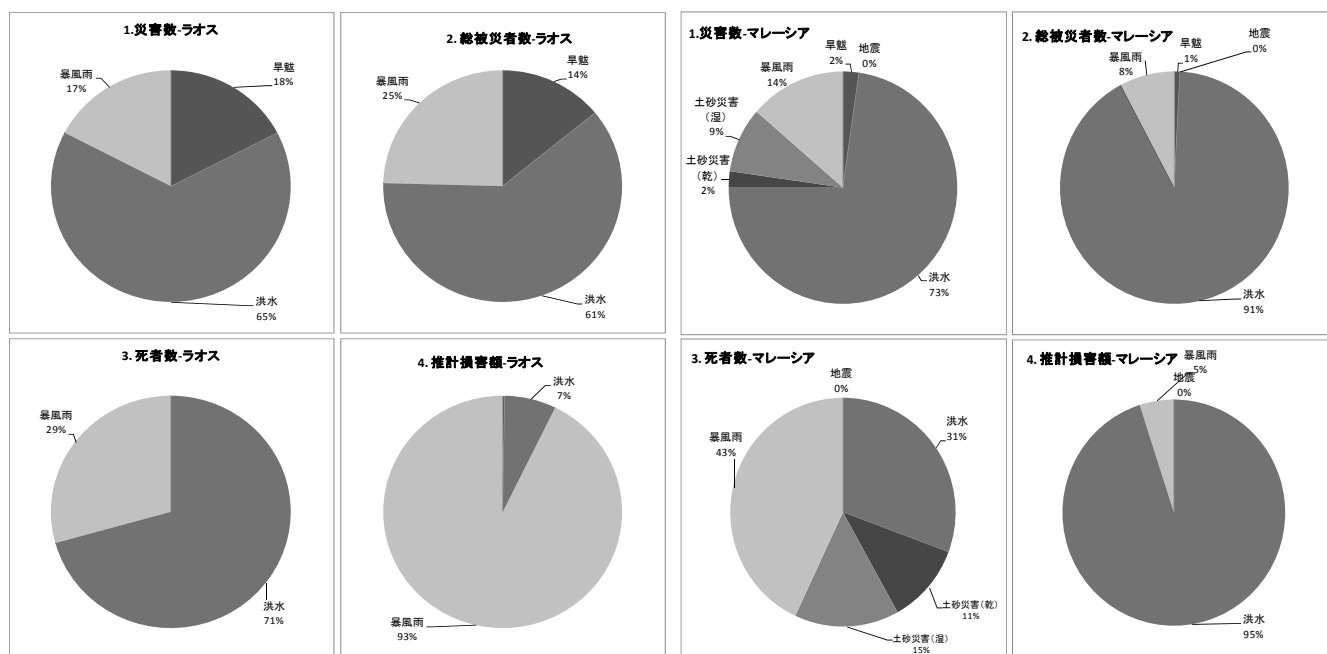 1.災害数-ラオス
暴風雨
17%
旱魃
18%
洪水
65%
2. 総被災者数-ラオス
暴風雨
25%
旱魃
14%
洪水
61%
1.災害数-マレーシア
旱魃
2%
地震
0%
暴風雨
14%
土砂災害
（湿）
9%
土砂災害
（乾）
2%
洪水
73%
2. 総被災者数-マレーシア
地震
0%
旱魃
1%
暴風雨
8%
洪水
91%
3. 死者数-ラオス
暴風雨
29%
洪水
71%
4. 推計損害額-ラオス
洪水
7%
暴風雨
93%
3. 死者数-マレーシア
地震
0%
洪水
31%
暴風雨
43%
土砂災害（乾）
11%
土砂災害（湿）
15%
4. 推計損害額-マレーシア
暴風雨
5%
地震
0%
洪水
95%